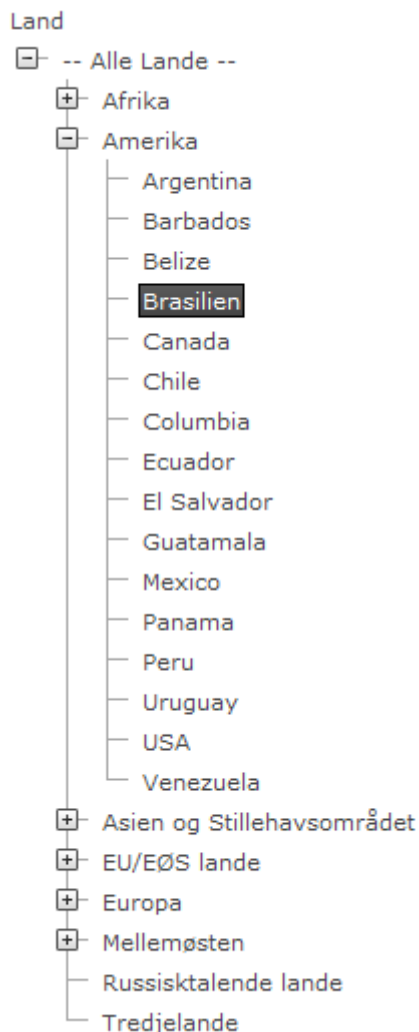 Land
-- Alle Lande --
Afrika
Amerika
Argentina
Barbados
Belize
Brasilien
Canada
Chile
Columbia
Ecuador
El Salvador
Guatamala
Mexico
Panama
Peru
Uruguay
USA
Venezuela
Asien og Stillehavsområdet
EU/EØS lande
Europa
Mellemøsten
Russisktalende lande
Tredjelande